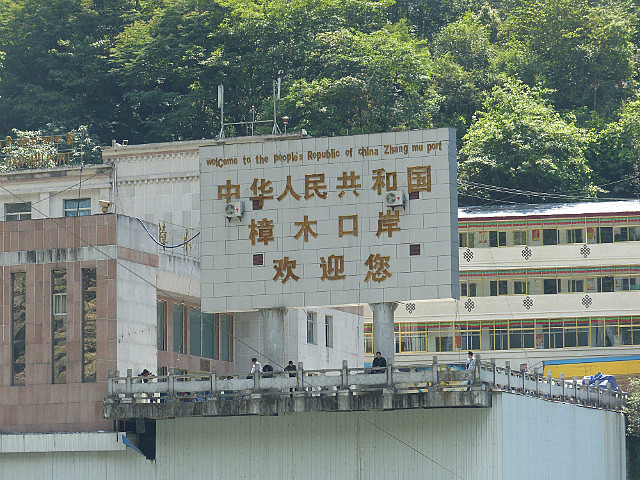 welcome to the people's Republic of china Zhang mu port
中华人民共和国
樟木口岸
欢迎您